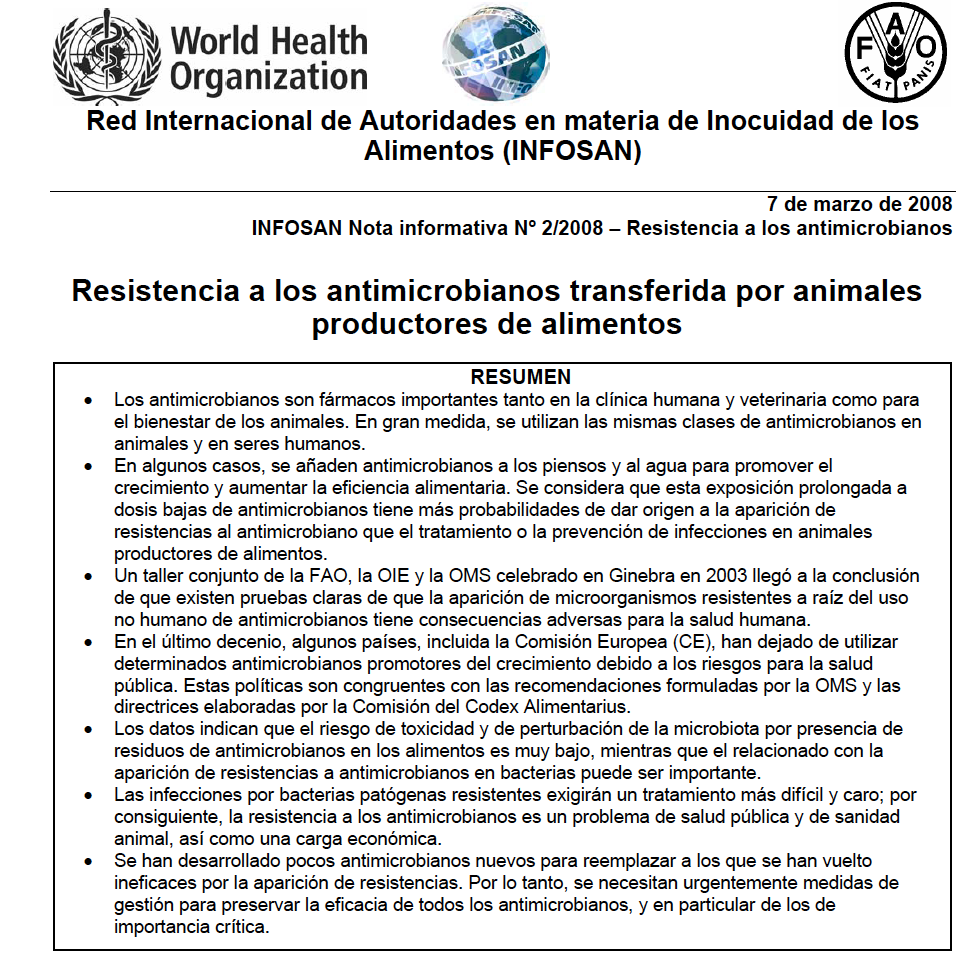 World Health
Organization
INFOSAN
INFO
F A O
FIAT PANIS
Red Internacional de Autoridades en materia de Inocuidad de los
Alimentos (INFOSAN)
7 de marzo de 2008
INFOSAN Nota informativa Nº 2/2008 – Resistencia a los antimicrobianos
Resistencia a los antimicrobianos transferida por animales
productores de alimentos
RESUMEN
• Los antimicrobianos son fármacos importantes tanto en la clínica humana y veterinaria como para
el bienestar de los animales. En gran medida, se utilizan las mismas clases de antimicrobianos en
animales y en seres humanos.
• En algunos casos, se añaden antimicrobianos a los piensos y al agua para promover el
crecimiento y aumentar la eficiencia alimentaria. Se considera que esta exposición prolongada a
dosis bajas de antimicrobianos tiene más probabilidades de dar origen a la aparición de
resistencias al antimicrobiano que el tratamiento o la prevención de infecciones en animales
productores de alimentos.
• Un taller conjunto de la FAO, la OIE y la OMS celebrado en Ginebra en 2003 llegó a la conclusión
de que existen pruebas claras de que la aparición de microorganismos resistentes a raíz del uso
no humano de antimicrobianos tiene consecuencias adversas para la salud humana.
• En el último decenio, algunos países, incluida la Comisión Europea (CE), han dejado de utilizar
determinados antimicrobianos promotores del crecimiento debido a los riesgos para la salud
pública. Estas políticas son congruentes con las recomendaciones formuladas por la OMS y las
directrices elaboradas por la Comisión del Codex Alimentarius.
• Los datos indican que el riesgo de toxicidad y de perturbación de la microbiota por presencia de
residuos de antimicrobianos en los alimentos es muy bajo, mientras que el relacionado con la
aparición de resistencias a antimicrobianos en bacterias puede ser importante.
• Las infecciones por bacterias patógenas resistentes exigirán un tratamiento más difícil y caro; por
consiguiente, la resistencia a los antimicrobianos es un problema de salud pública y de sanidad
animal, así como una carga económica.
• Se han desarrollado pocos antimicrobianos nuevos para reemplazar a los que se han vuelto
ineficaces por la aparición de resistencias. Por lo tanto, se necesitan urgentemente medidas de
gestión para preservar la eficacia de todos los antimicrobianos, y en particular de los de
importancia crítica.